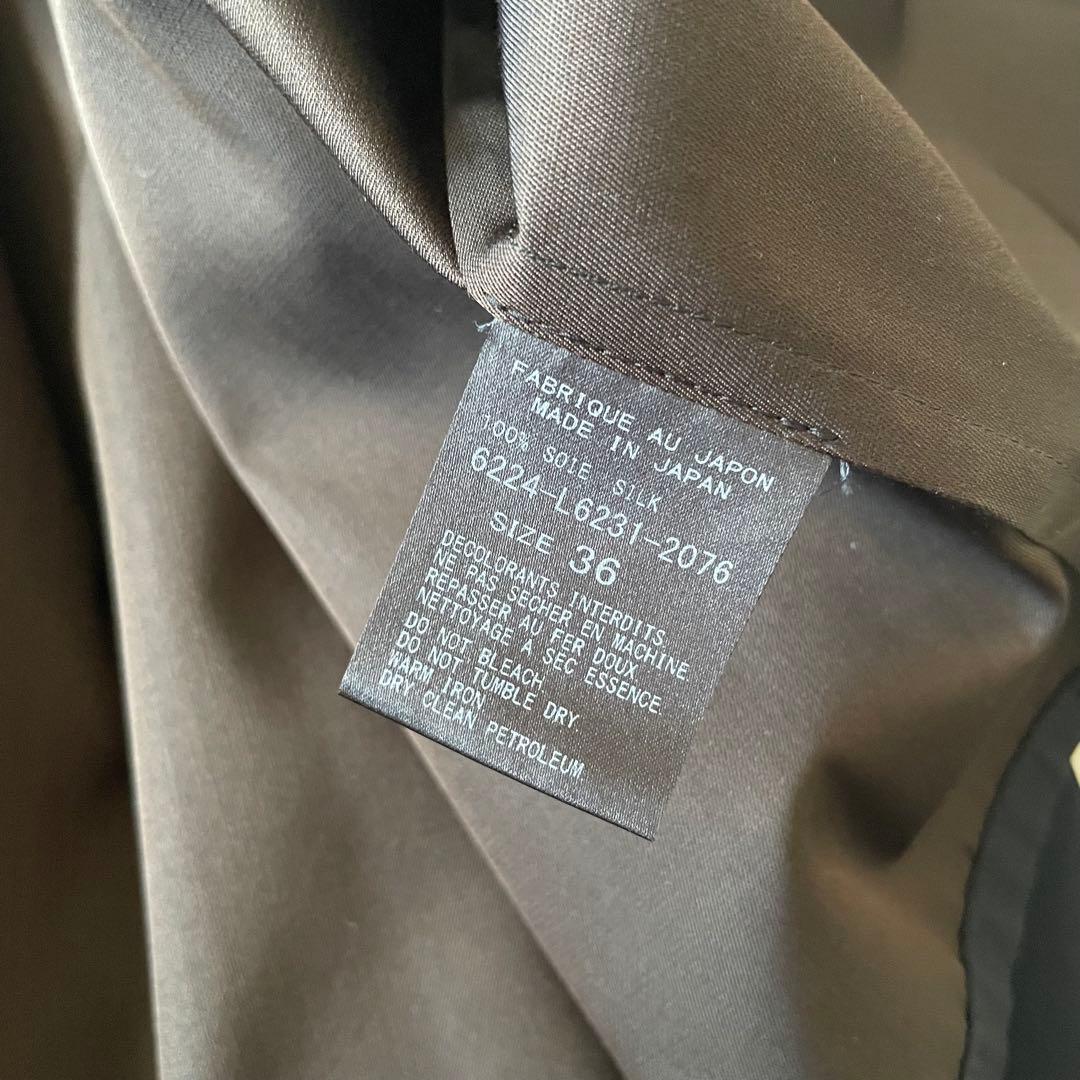 FABRIQUE AU JAPON
MADE IN JAPAN
100% SOIE SILK
6224-L6231-2076
SIZE 36
DECOLORANTS INTERDITS
NE PAS SECHER EN MACHINE
REPASSER AU FER DOUX
NETTOYAGE A SEC ESSENCE.
DO NOT BLEACH
DO NOT TUMBLE DRY.
WARM IRON
DRY CLEAN PETROLEUM